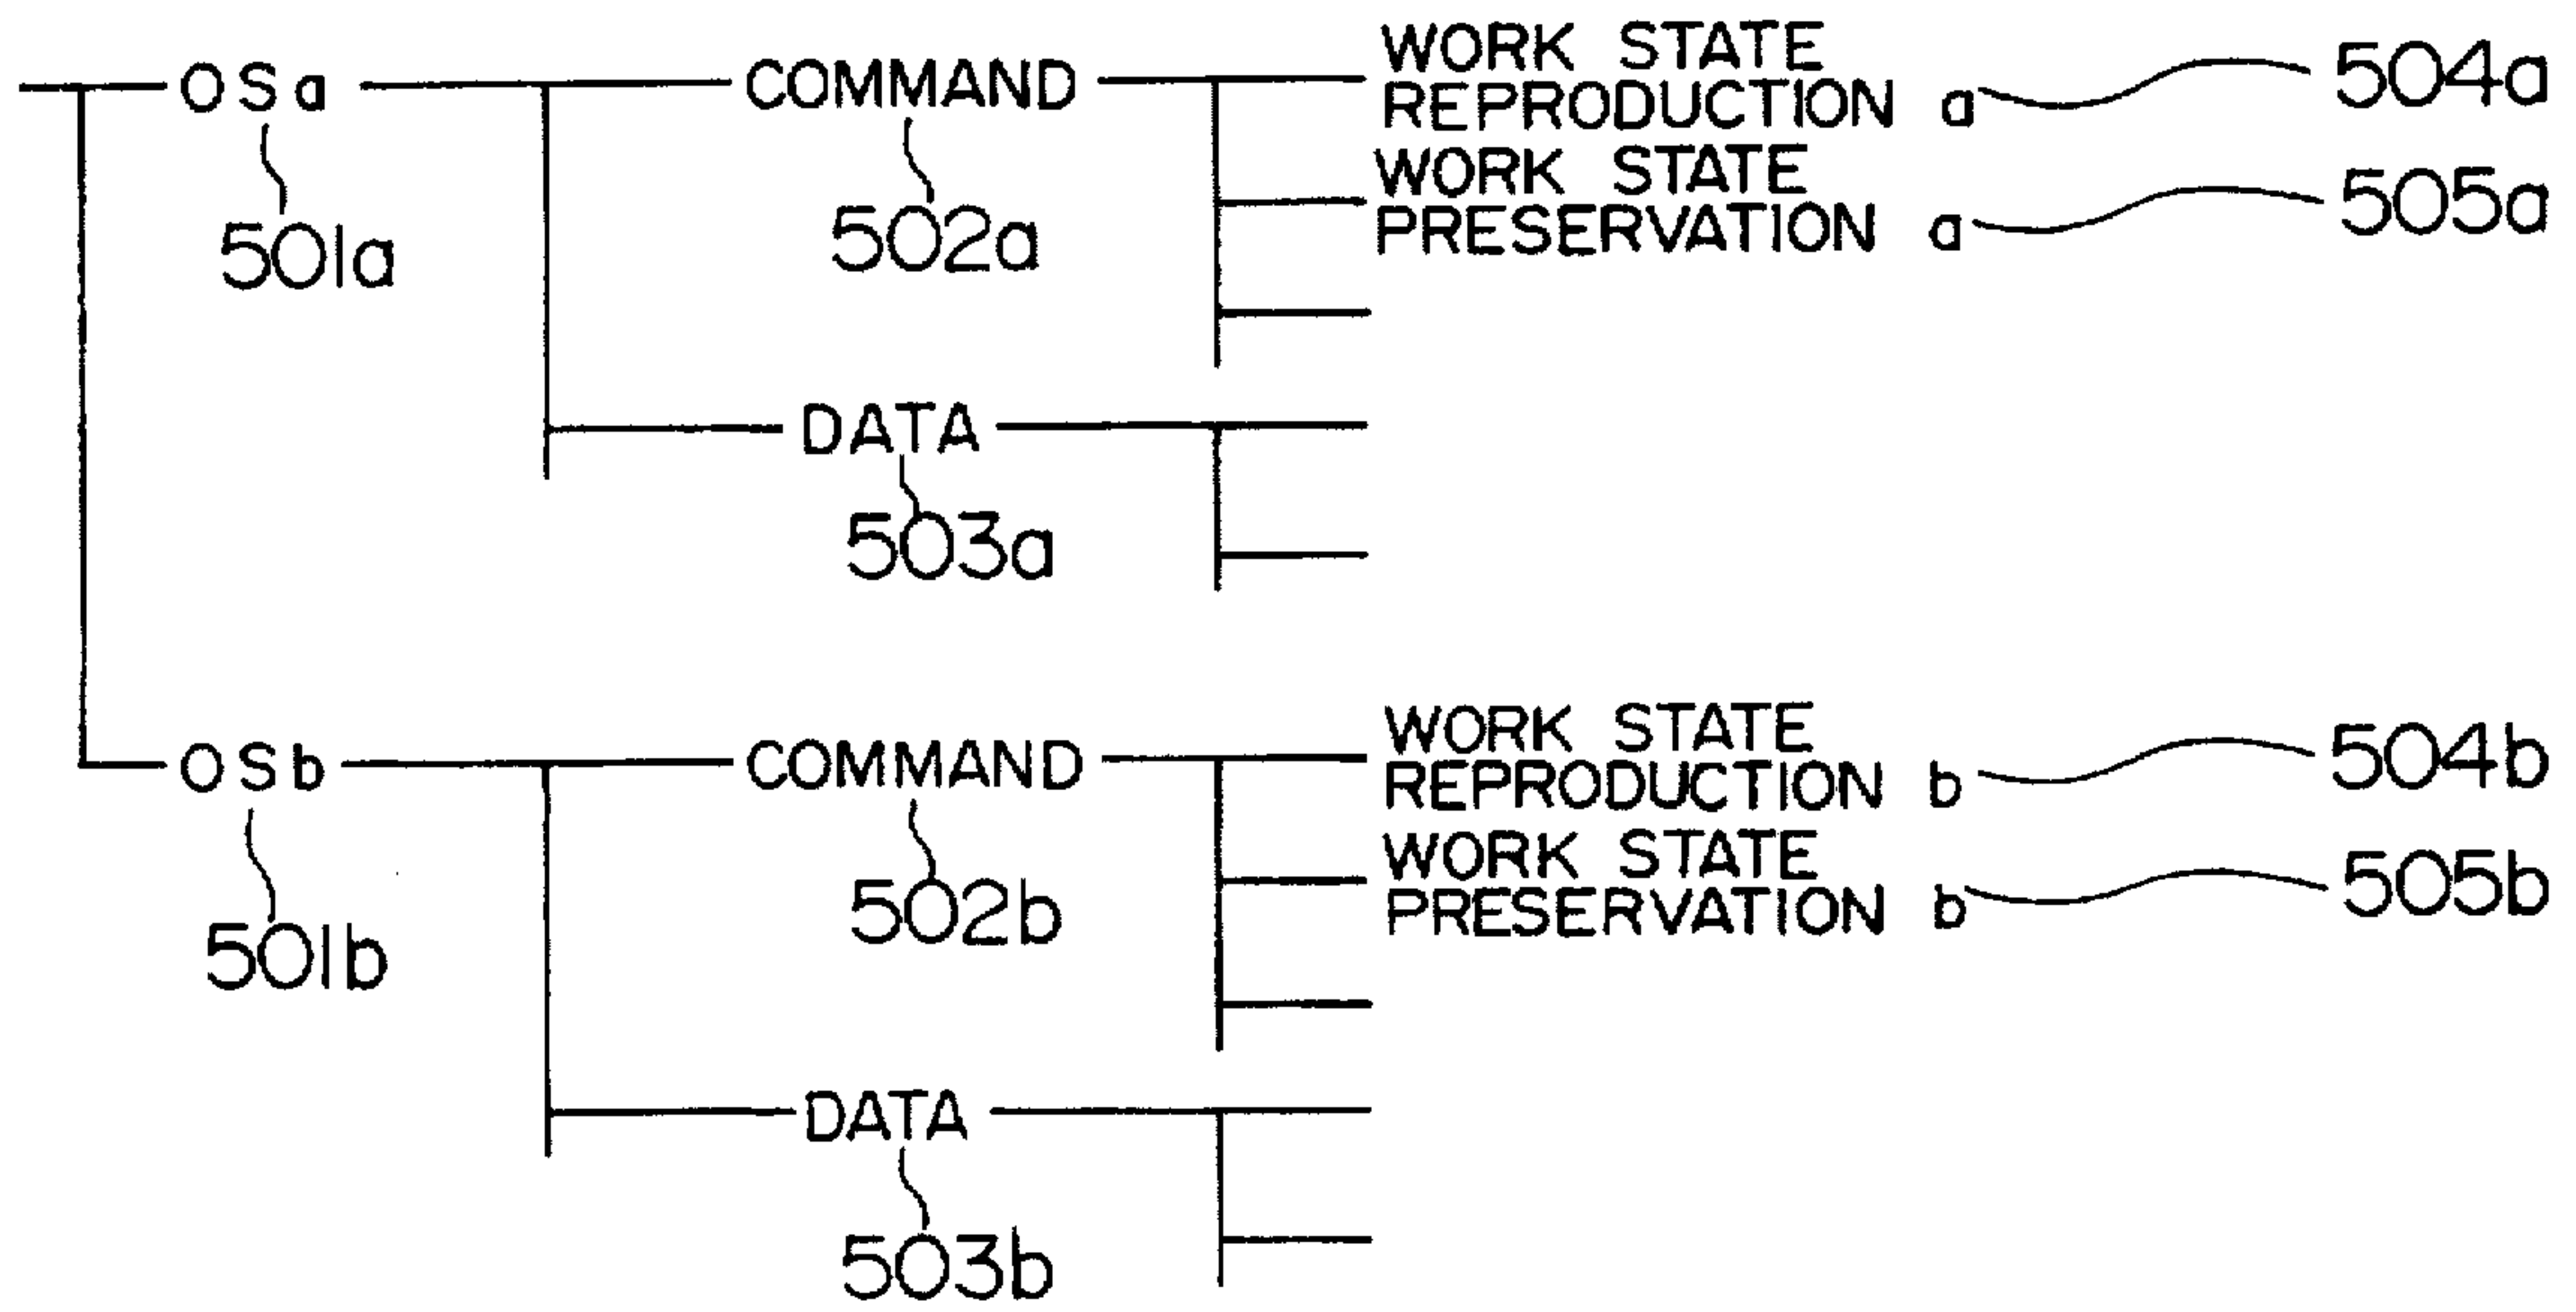 WORK STATE
OSa COMMAND REPRODUCTION a 504a
WORK STATE
501a 502a PRESERVATION a 505a
DATA
503a
WORK STATE
OSb COMMAND REPRODUCTION b 504b
WORK STATE
501b 502b PRESERVATION b 505b
DATA
503b